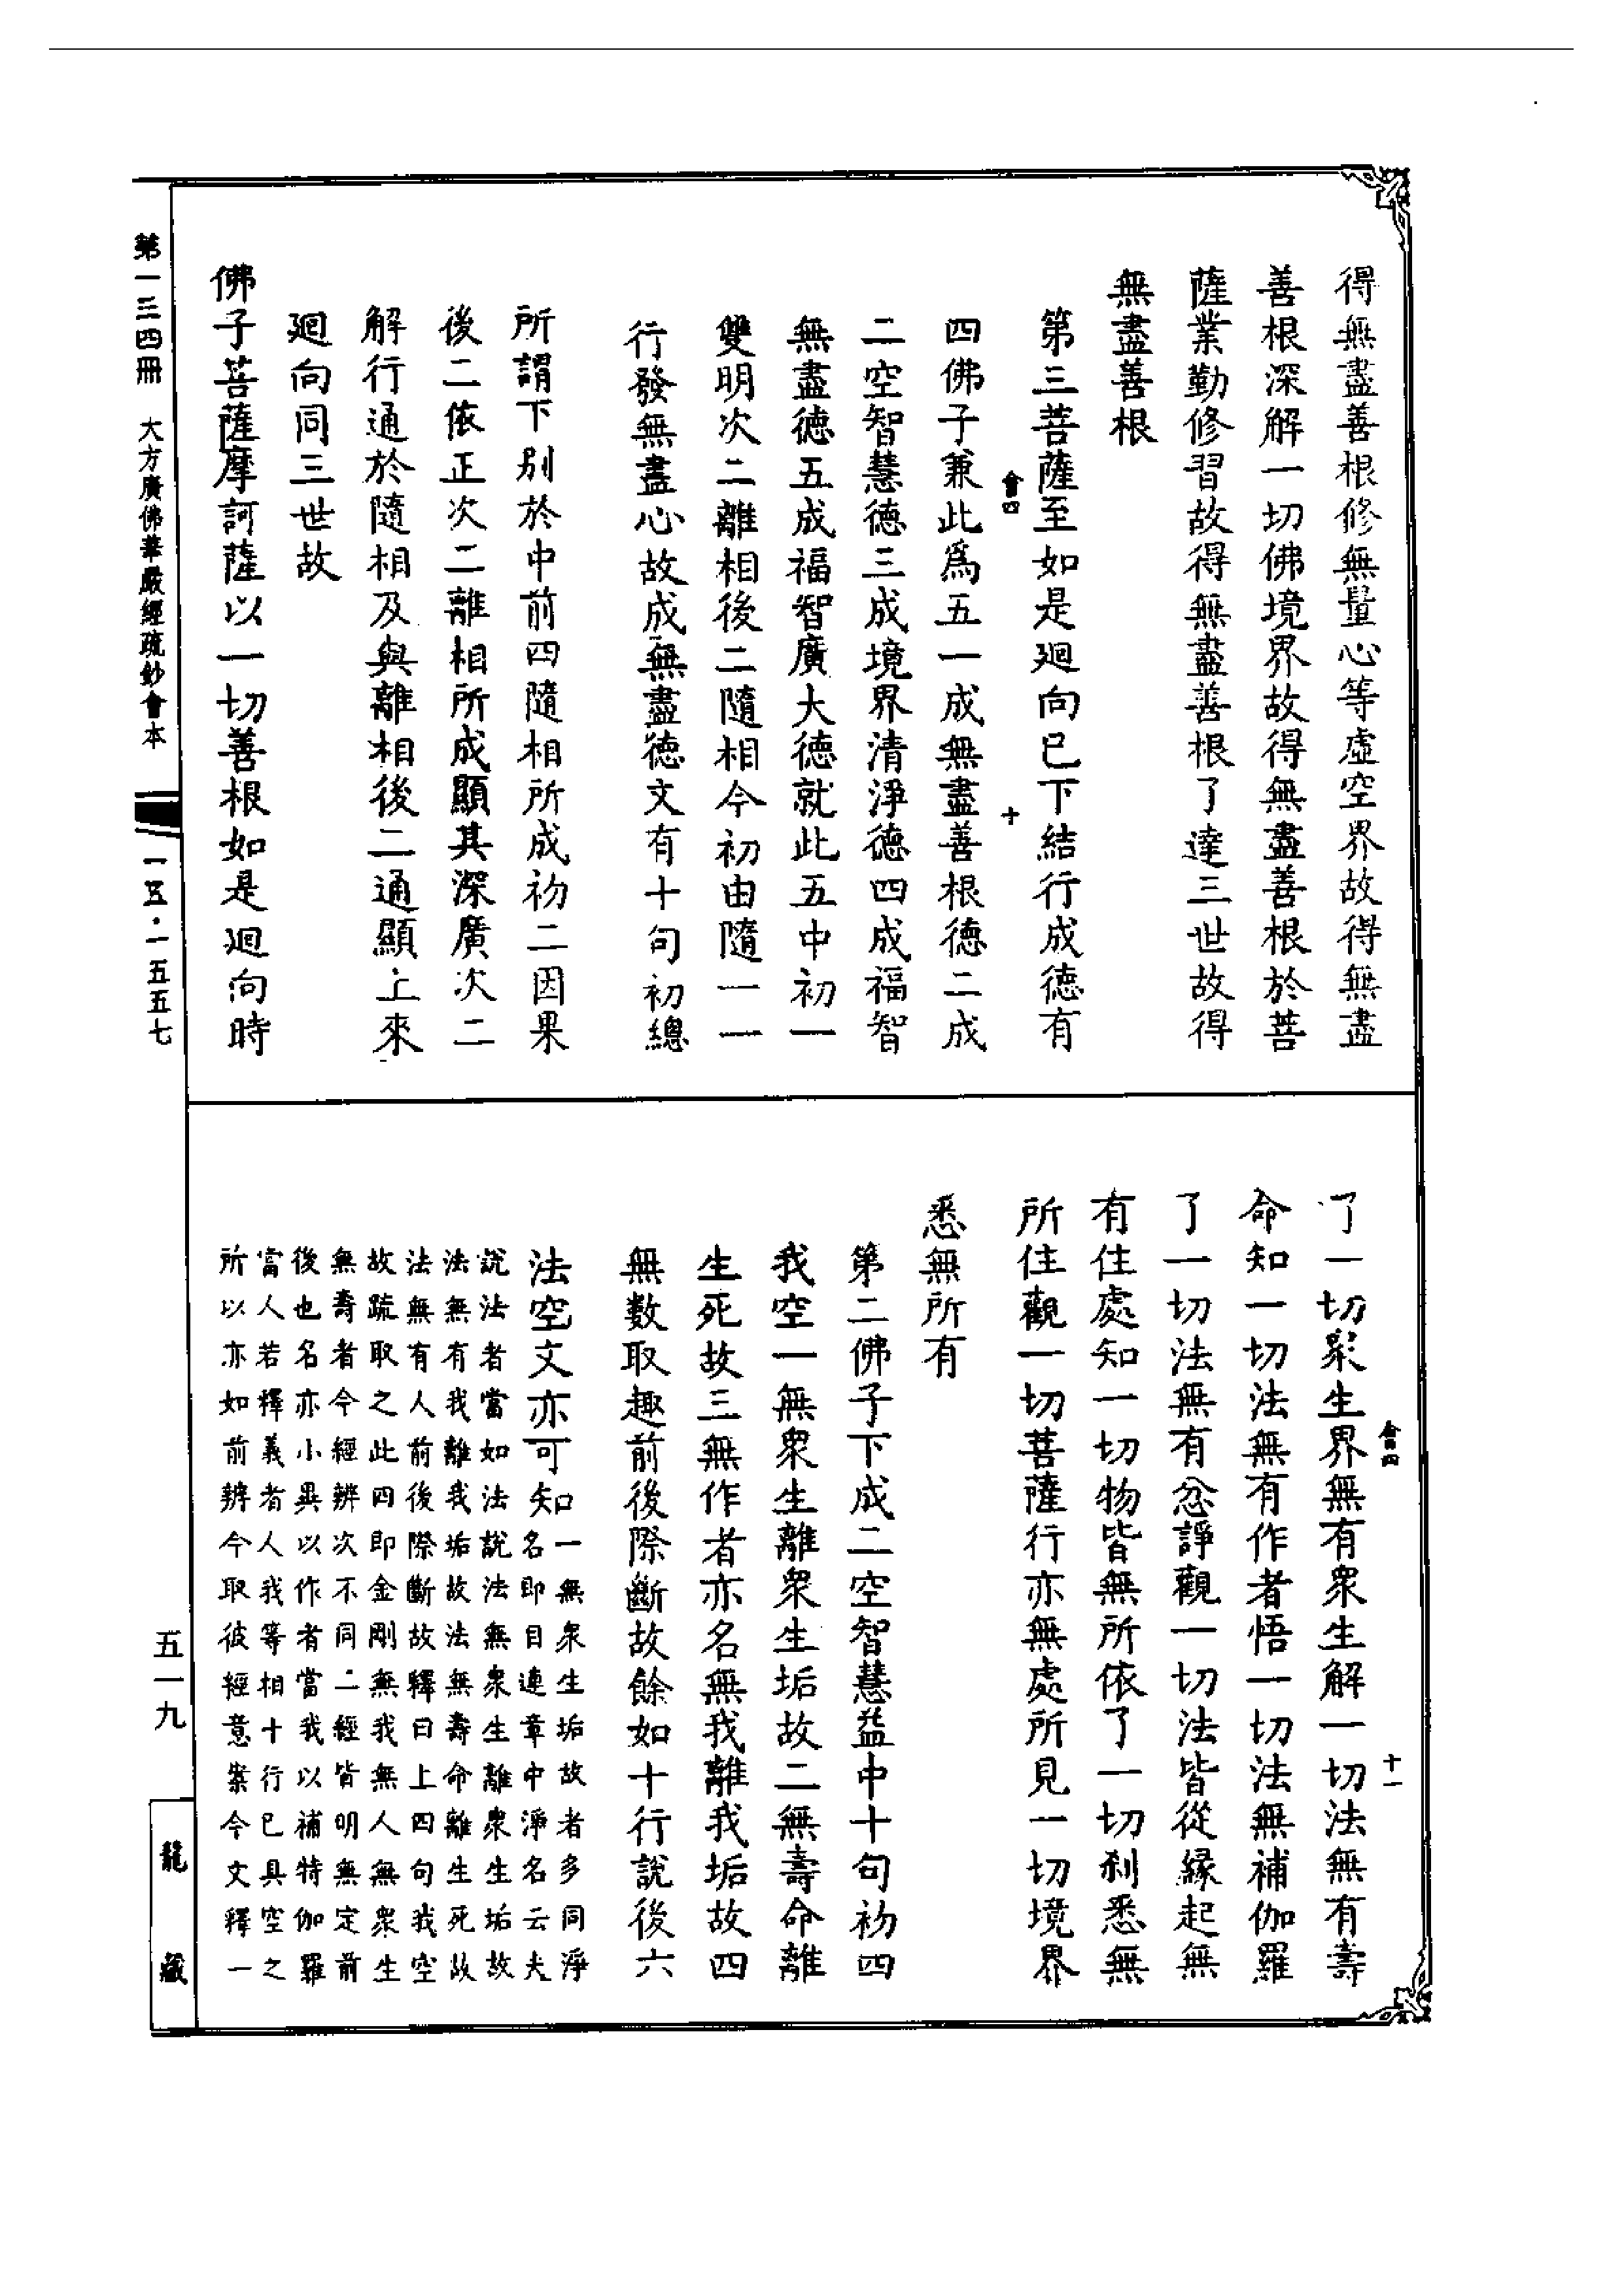 得無盡善根修無量心等虛空界故得無盡
善根深解一切佛境界故得無盡善根於菩
薩業勤修習故得無盡善根了達三世故得
無盡善根
第三菩薩至如是迴向已下結行成德有
會四
十
四佛子兼此爲五一成無盡善根德二成
二空智慧德三成境界清淨德四成福智
無盡德五成福智廣大德就此五中初一
雙明次二離相後二隨相今初由隨一一
行發無盡心故成無盡德文有十句初總
所謂下別於中前四隨相所成初二因果
後二依正次二離相所成顯其深廣次二
解行通於隨相及與離相後二通顯上來
迴向同三世故
佛子菩薩摩訶薩以一切善根如是迴向時
會四
十一
了一切眾生界無有眾生解一切法無有壽
命知一切法無有作者悟一切法無補伽羅
了一切法無有忿諍觀一切法皆從緣起無
有住處知一切物皆無所依了一切刹悉無
所住觀一切菩薩行亦無處所見一切境界
悉無所有
第二佛子下成二空智慧益中十句初四
我空一無眾生離眾生垢故二無壽命離
生死故三無作者亦名無我離我垢故四
無数取趣前後際斷故餘如十行說後六
法空文亦可知
一無眾生垢故者多同淨
名即目連章中淨名云夫
說法者當如法說法無眾生離眾生垢故
法無有我離我垢故法無壽命離生死故
法無有人前後際斷故釋曰上四句我空
故䟽取之此四即金剛無我無人無眾生
無壽者今經辨次不同二經皆明無定前
後也名亦小異以作者當我以補特伽羅
當人若釋義者人我等相十行已具空之
所以亦如前辨今取彼經意案今文釋一
第一三四冊 大方廣佛華嚴經疏鈔會本
一五·一五五七
五一九
龍藏